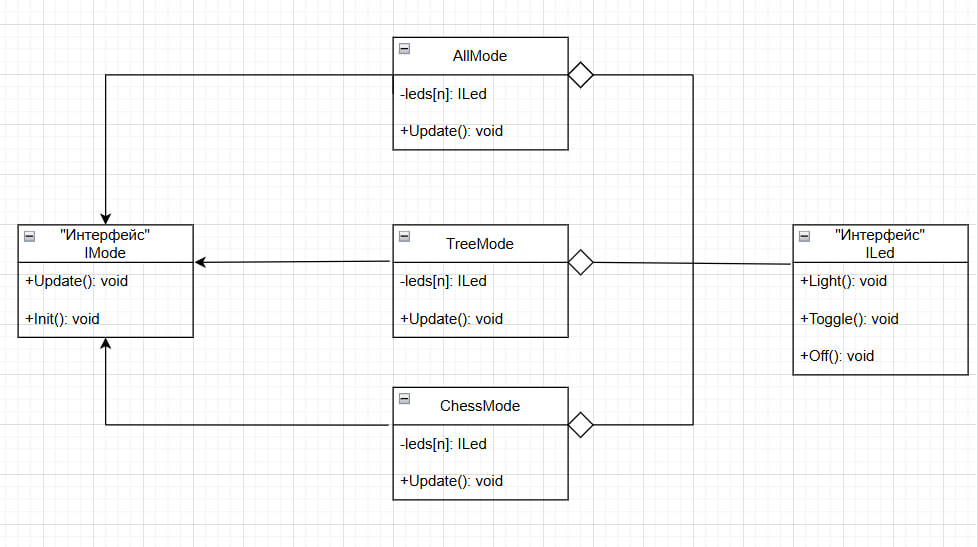 AllMode
-leds[n]: ILed
+Update(): void
"Интерфейс"
IMode
+Update(): void
+Init(): void
TreeMode
-leds[n]: ILed
+Update(): void
"Интерфейс"
ILed
+Light(): void
+Toggle(): void
+Off(): void
ChessMode
-leds[n]: ILed
+Update(): void